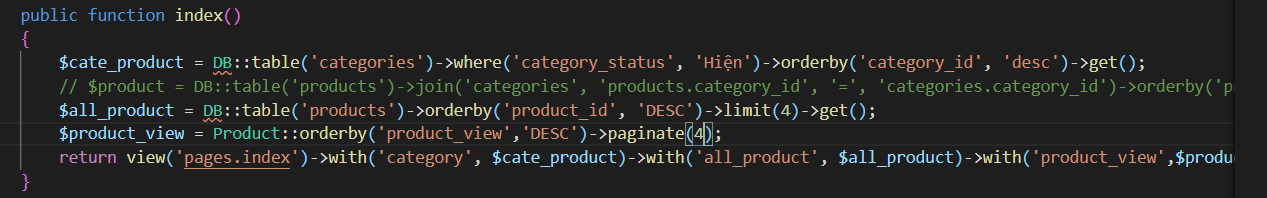 public function index()
{
$cate_product = DB::table('categories')->where('category_status', 'Hiện')->orderby('category_id', 'desc')->get();
// $product = DB::table('products')->join('categories', 'products.category_id', '=', 'categories.category_id')->orderby('p
$all_product = DB::table('products')->orderby('product_id', 'DESC')->limit(4)->get();
$product_view = Product::orderby('product_view','DESC')->paginate(4);
return view('pages.index')->with('category', $cate_product)->with('all_product', $all_product)->with('product_view',$produc
}